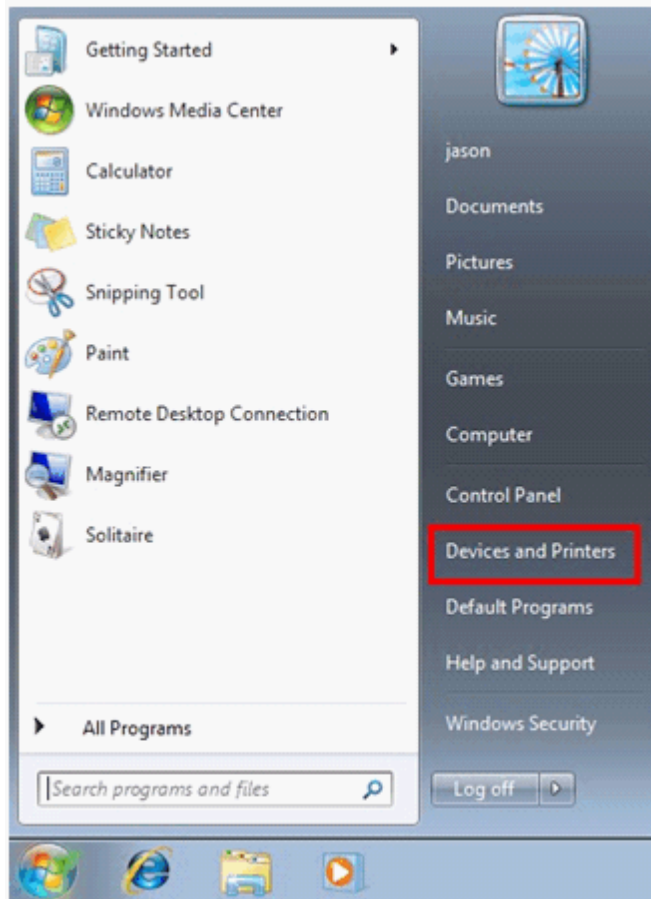 Getting Started
Windows Media Center
Calculator
Sticky Notes
Snipping Tool
Paint
Remote Desktop Connection
Magnifier
Solitaire
All Programs
Search programs and files
jason
Documents
Pictures
Music
Games
Computer
Control Panel
Devices and Printers
Default Programs
Help and Support
Windows Security
Log off